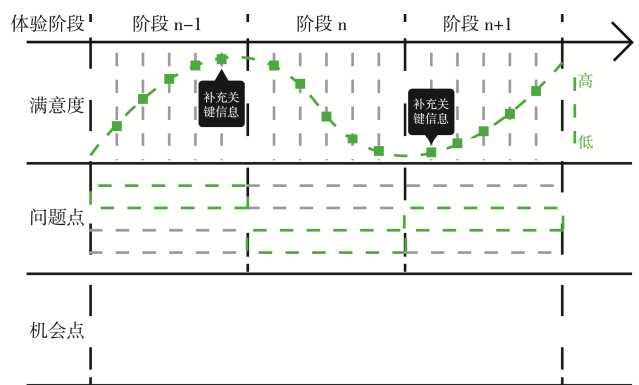 体验阶段 阶段 n-1 阶段 n 阶段 n+1
满意度
补充关
键信息
补充关
键信息
高
低
问题点
机会点